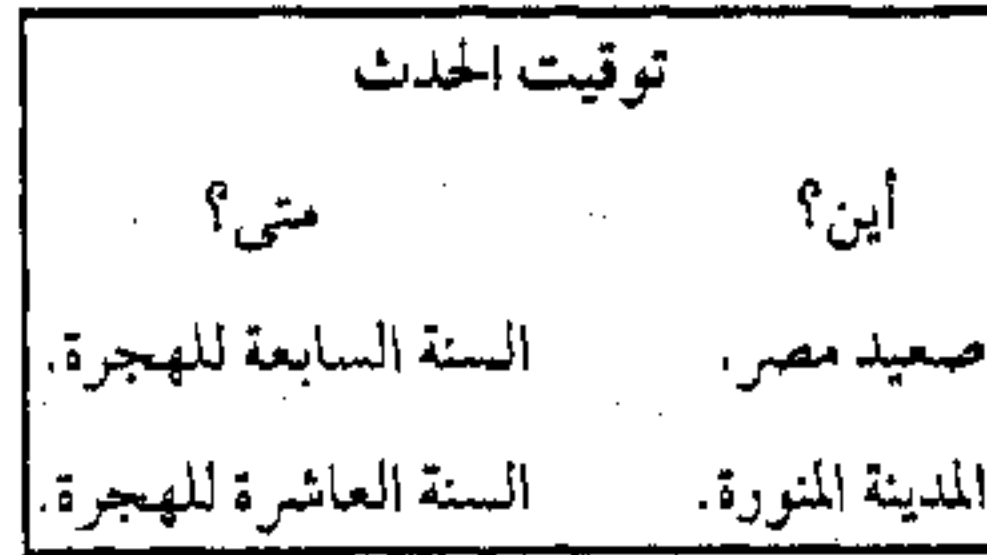 توقيت الحدث
أين؟ متى؟
صعيد مصر. السنة السابعة للهجرة.
المدينة المنورة. السنة العاشرة للهجرة.